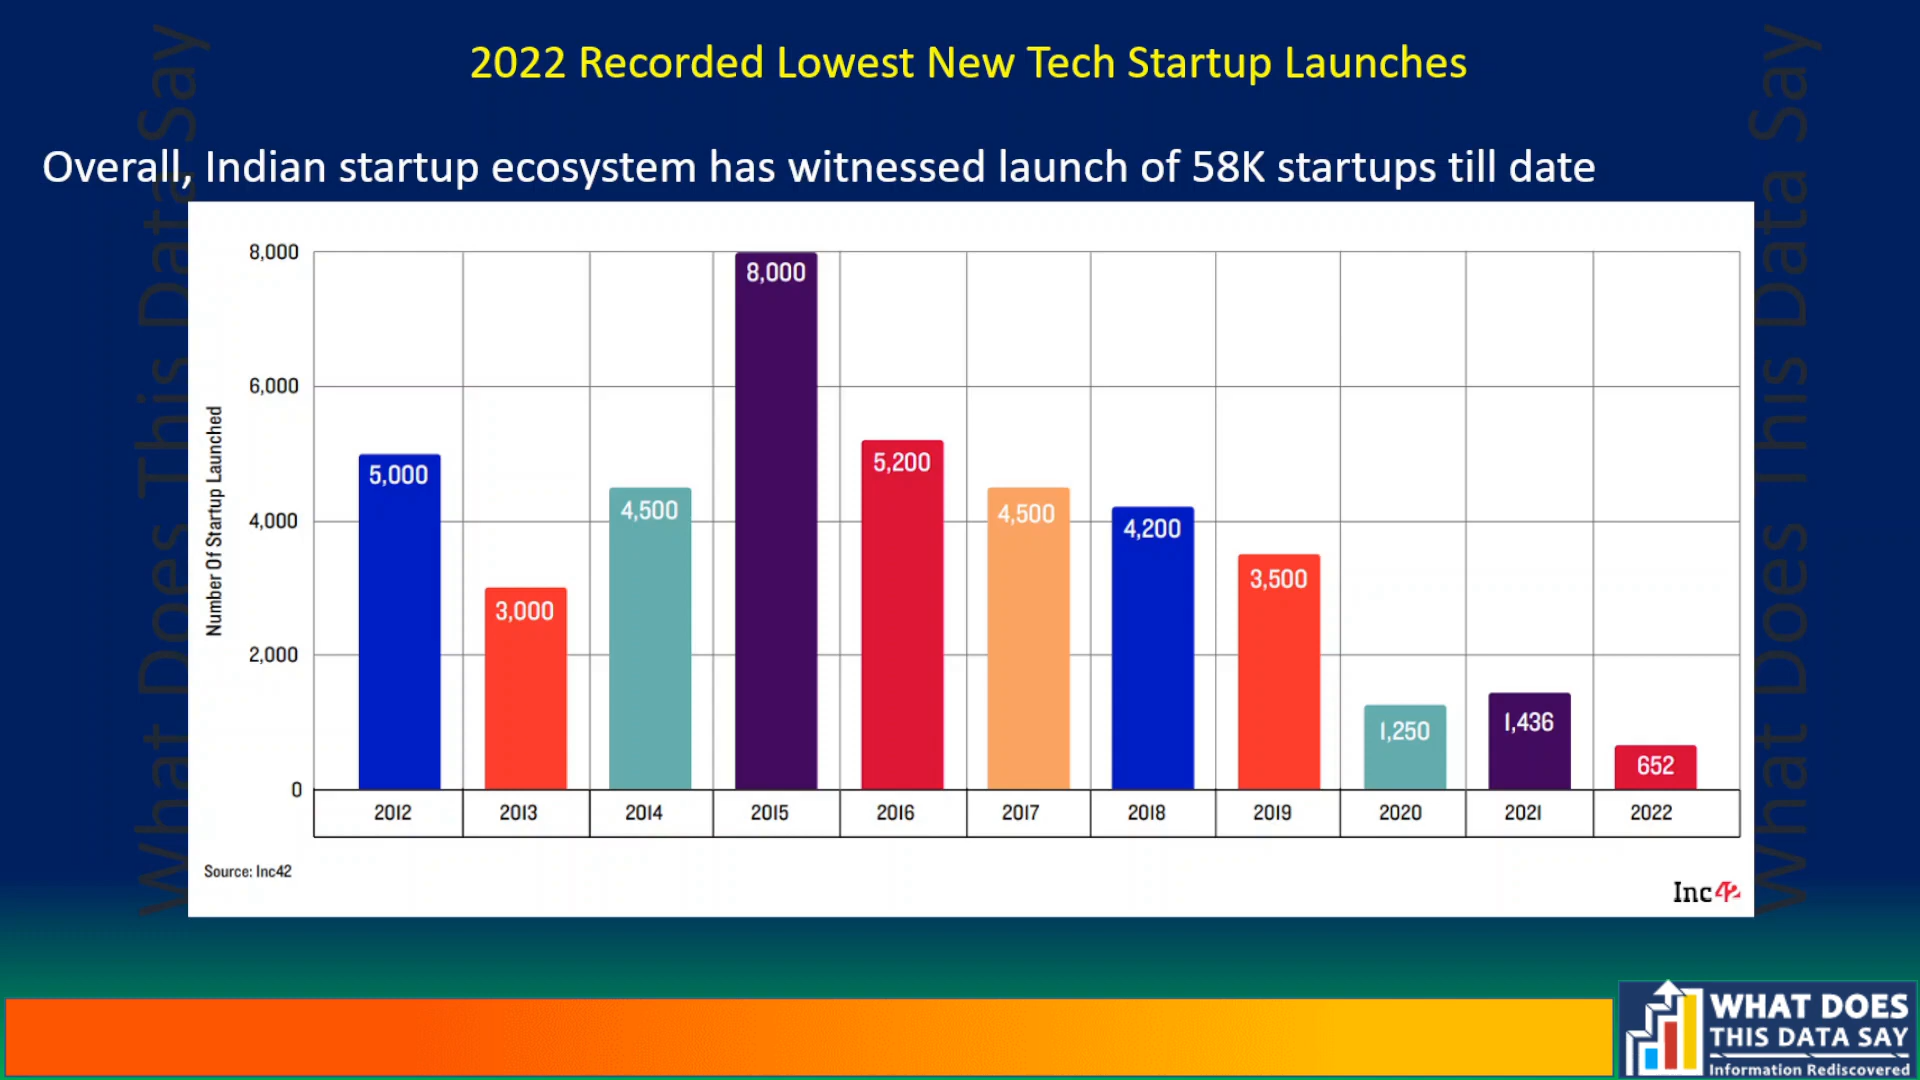 2022 Recorded Lowest New Tech Startup Launches
Overall, Indian startup ecosystem has witnessed launch of 58K startups till date
What Does This Data Say
What Does This Data Say
Number Of Startup Launched
8,000
6,000
4,000
2,000
0
5,000
3,000
4,500
8,000
5,200
4,500
4,200
3,500
1,250
1,436
652
2012 2013 2014 2015 2016 2017 2018 2019 2020 2021 2022
Source: Inc42
Inc42
WHAT DOES
THIS DATA SAY
Information Rediscovered